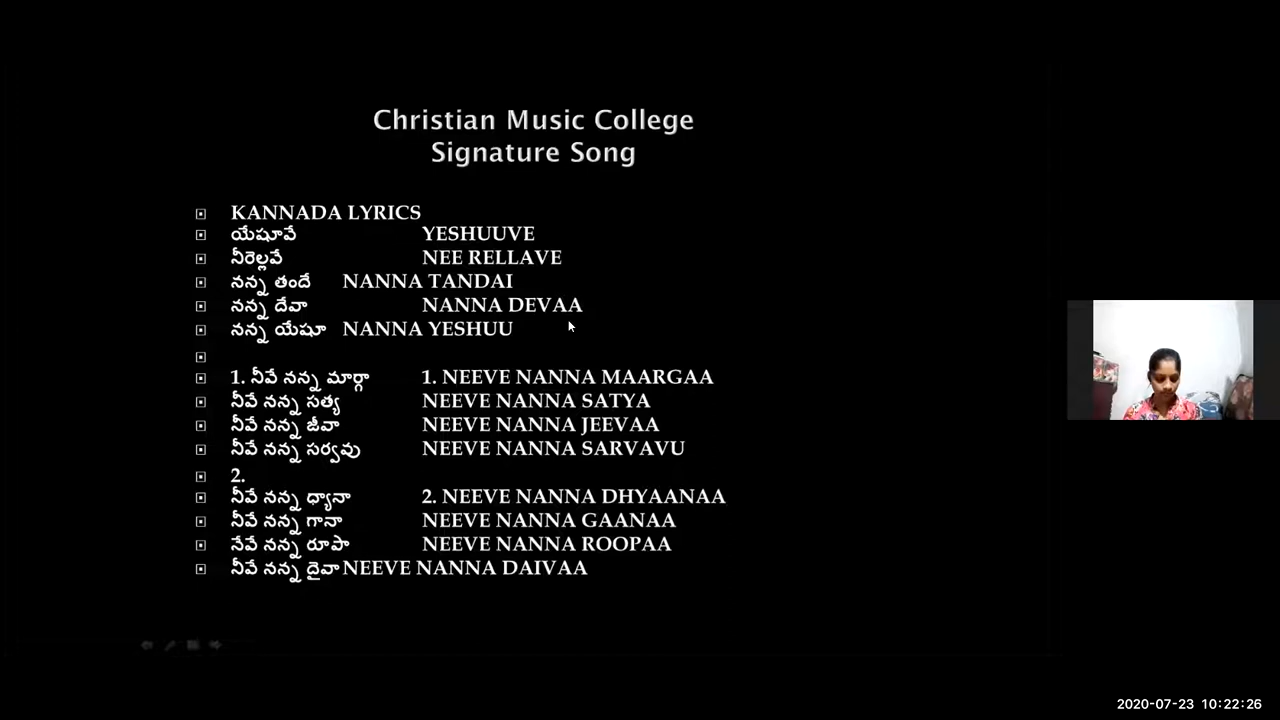 Christian Music College
Signature Song
KANNADA LYRICS
యేషూవే YESHUUVE
నీరెల్లవే NEE RELLAVE
నన్న తందే NANNA TANDAI
నన్న దేవా NANNA DEVAA
నన్న యేషూ NANNA YESHUU
1. నీవే నన్న మార్గా 1. NEEVE NANNA MAARGAA
నీవే నన్న సత్య NEEVE NANNA SATYA
నీవే నన్న జీవా NEEVE NANNA JEEVAA
నీవే నన్న సర్వవు NEEVE NANNA SARVAVU
2.
నీవే నన్న ధ్యానా 2. NEEVE NANNA DHYAANAA
నీవే నన్న గానా NEEVE NANNA GAANAA
నేవే నన్న రూపా NEEVE NANNA ROOPAA
నీవే నన్న దైవా NEEVE NANNA DAIVAA
2020-07-23 10:22:26